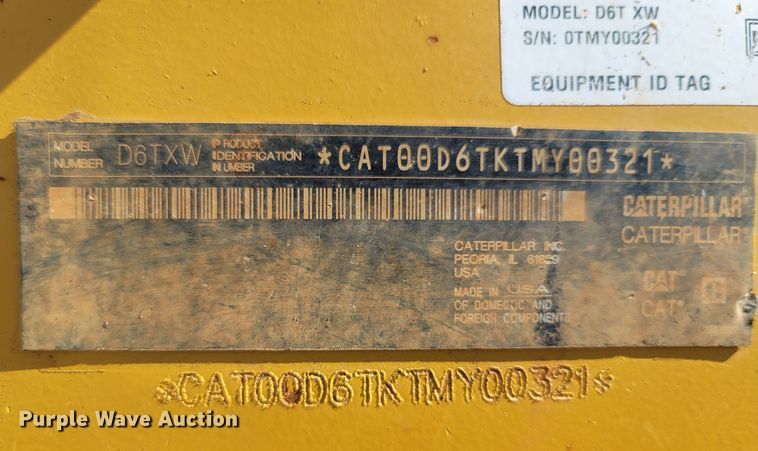 MODEL: D6T XW
S/N: 0TMY00321
EQUIPMENT ID TAG
MODEL NUMBER D6TXW PRODUCT IDENTIFICATION NUMBER *CAT00D6TKTMY00321*
CATERPILLAR
CATERPILLAR
CATERPILLAR INC.
PEORIA, IL 61629
USA
MADE IN USA
OF DOMESTIC AND
FOREIGN COMPONENTS
CAT
CAT
*CAT00D6TKTMY00321*
Purple Wave Auction